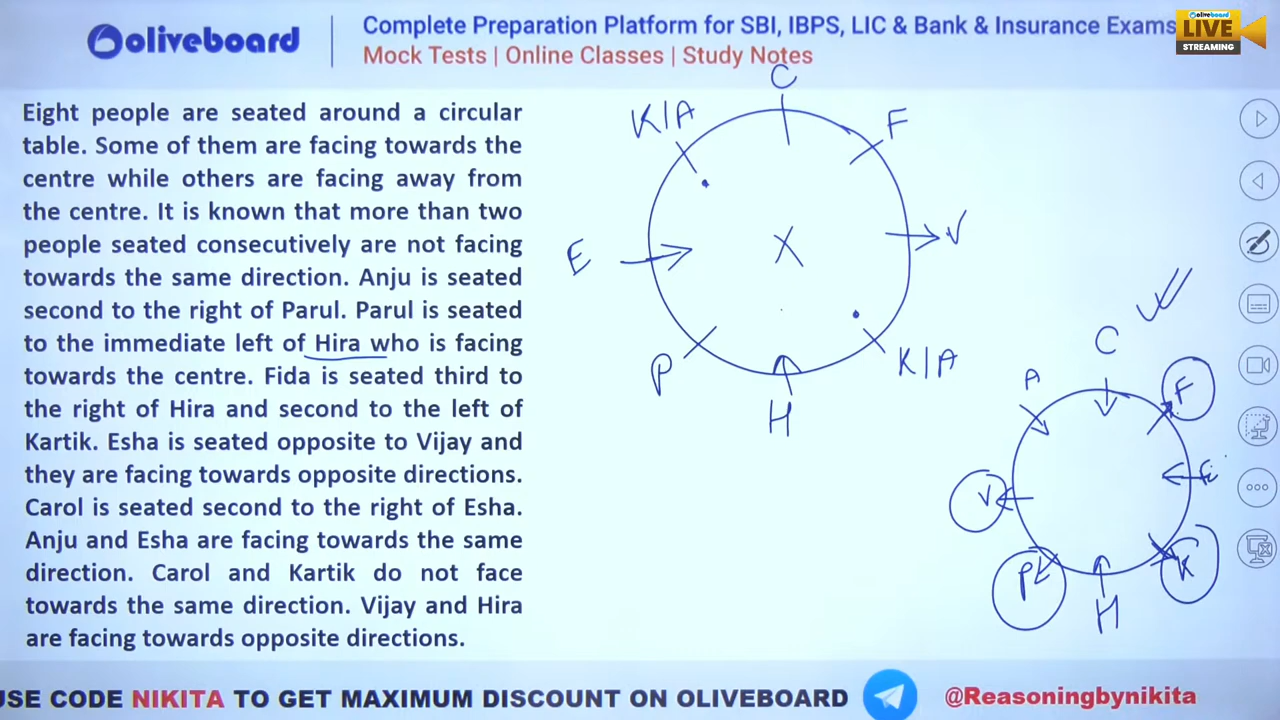 oliveboard
Complete Preparation Platform for SBI, IBPS, LIC & Bank & Insurance Exams
Mock Tests | Online Classes | Study Notes
oliveboard
LIVE
STREAMING
Eight people are seated around a circular
table. Some of them are facing towards the
centre while others are facing away from
the centre. It is known that more than two
people seated consecutively are not facing
towards the same direction. Anju is seated
second to the right of Parul. Parul is seated
to the immediate left of Hira who is facing
towards the centre. Fida is seated third to
the right of Hira and second to the left of
Kartik. Esha is seated opposite to Vijay and
they are facing towards opposite directions.
Carol is seated second to the right of Esha.
Anju and Esha are facing towards the same
direction. Carol and Kartik do not face
towards the same direction. Vijay and Hira
are facing towards opposite directions.
C
K/A
F
E
X
V
P
K/A
H
C
A
F
V
E
P
K
H
USE CODE NIKITA TO GET MAXIMUM DISCOUNT ON OLIVEBOARD
@Reasoningbynikita